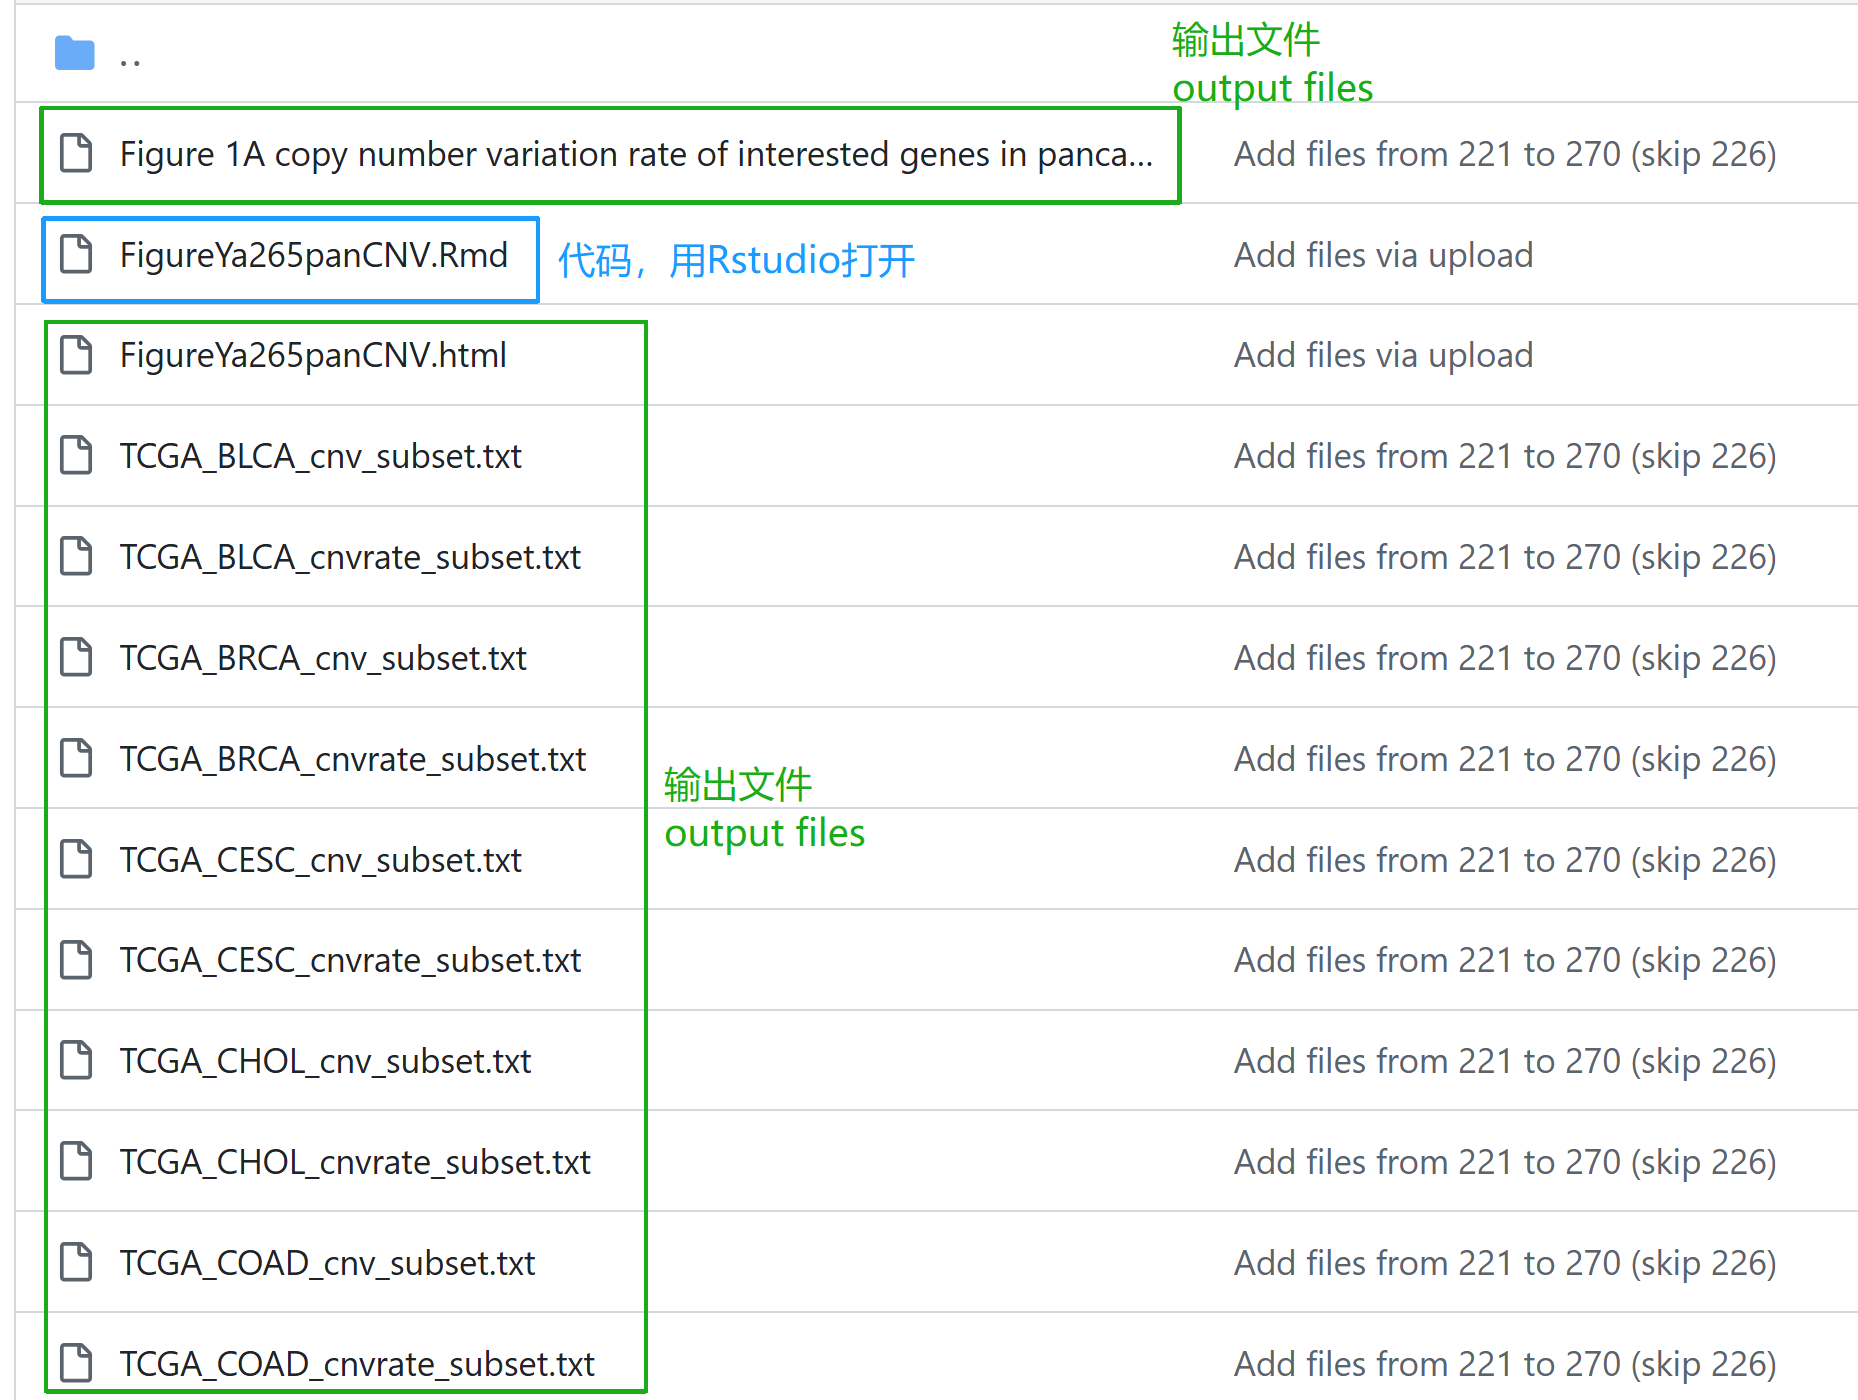 ..
输出文件
output files
Figure 1A copy number variation rate of interested genes in panca...
Add files from 221 to 270 (skip 226)
FigureYa265panCNV.Rmd
代码，用Rstudio打开
Add files via upload
FigureYa265panCNV.html
Add files via upload
TCGA_BLCA_cnv_subset.txt
Add files from 221 to 270 (skip 226)
TCGA_BLCA_cnvrate_subset.txt
Add files from 221 to 270 (skip 226)
TCGA_BRCA_cnv_subset.txt
Add files from 221 to 270 (skip 226)
TCGA_BRCA_cnvrate_subset.txt
Add files from 221 to 270 (skip 226)
输出文件
output files
TCGA_CESC_cnv_subset.txt
Add files from 221 to 270 (skip 226)
TCGA_CESC_cnvrate_subset.txt
Add files from 221 to 270 (skip 226)
TCGA_CHOL_cnv_subset.txt
Add files from 221 to 270 (skip 226)
TCGA_CHOL_cnvrate_subset.txt
Add files from 221 to 270 (skip 226)
TCGA_COAD_cnv_subset.txt
Add files from 221 to 270 (skip 226)
TCGA_COAD_cnvrate_subset.txt
Add files from 221 to 270 (skip 226)